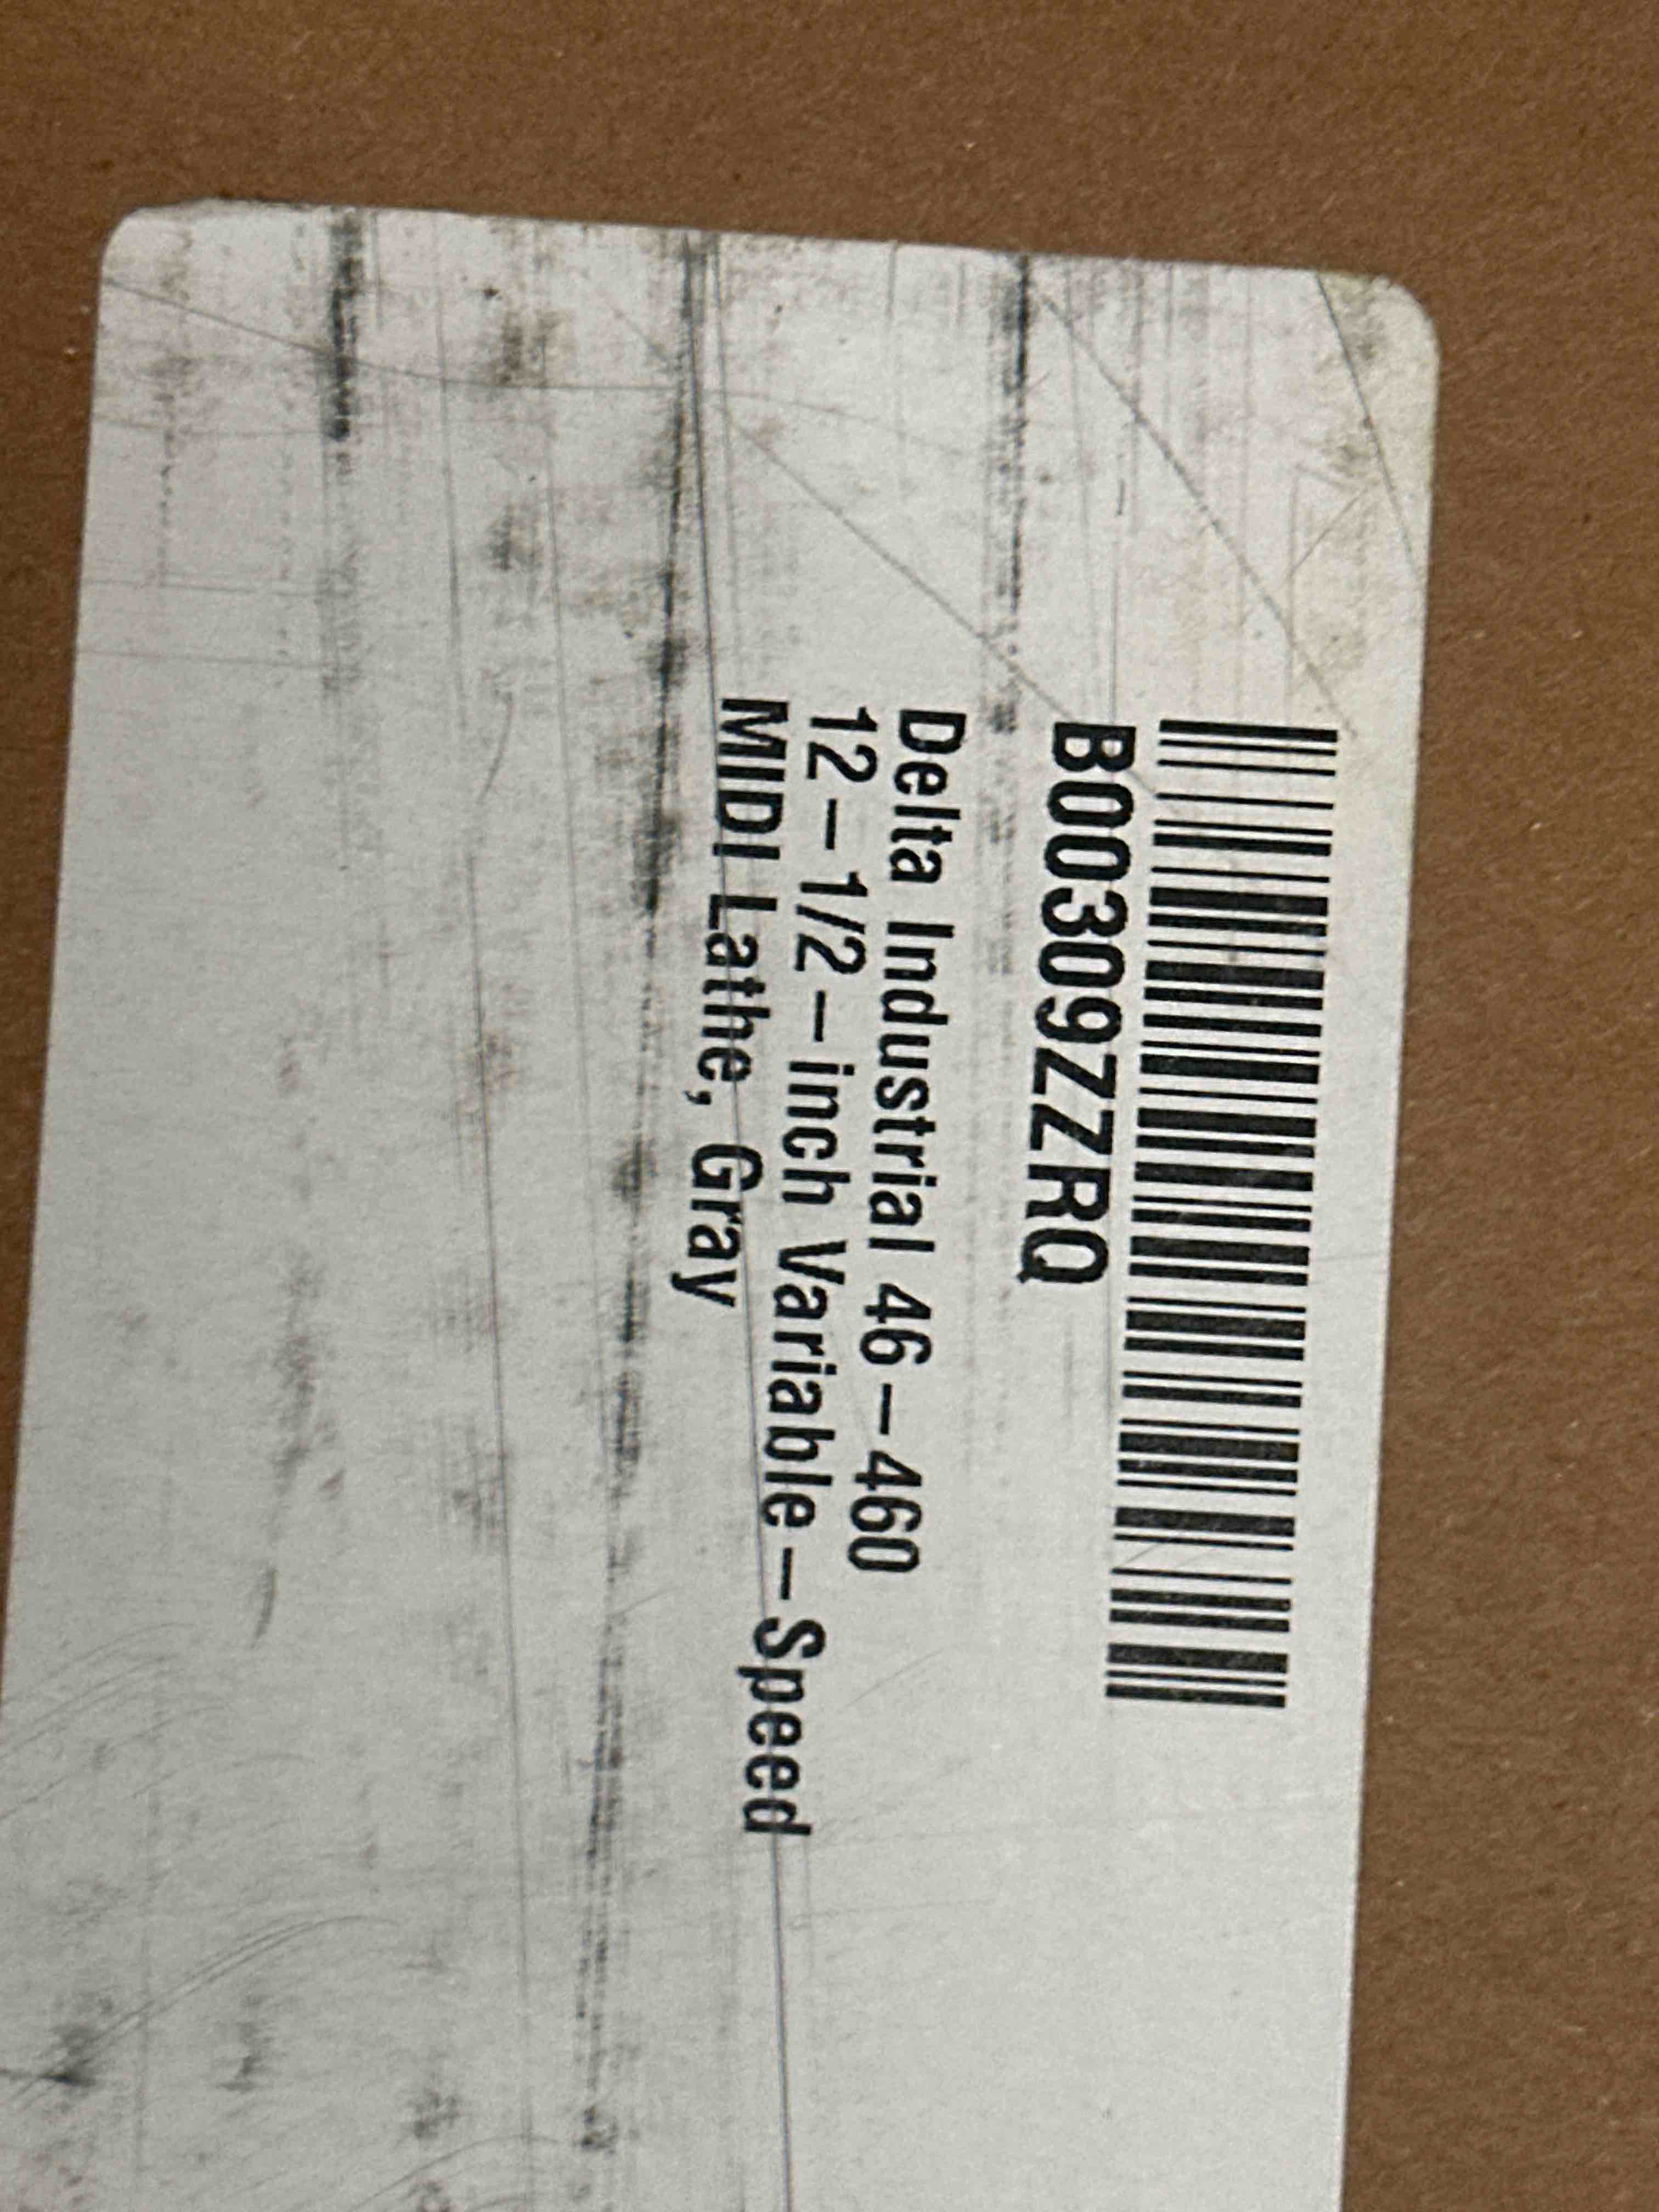 B00309ZZRQ
Delta Industrial 46-460
12-1/2-inch Variable-Speed
MIDI Lathe, Gray